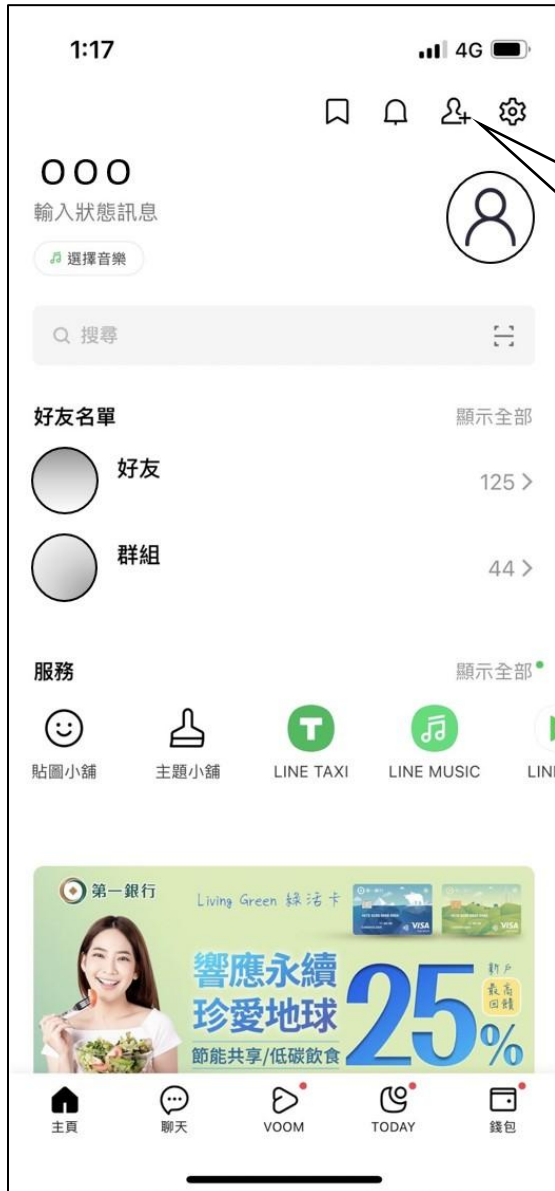 1:17
4G
OOO
輸入狀態訊息
選擇音樂
搜尋
好友名單 顯示全部
好友
125
群組
44
服務 顯示全部
貼圖小舖 主題小舖 LINE TAXI LINE MUSIC LINE
第一銀行 Living Green 綠活卡
VISA VISA
響應永續
珍愛地球
節能共享/低碳飲食
25%
新戶
最高
回饋
主頁 聊天 VOOM TODAY 錢包